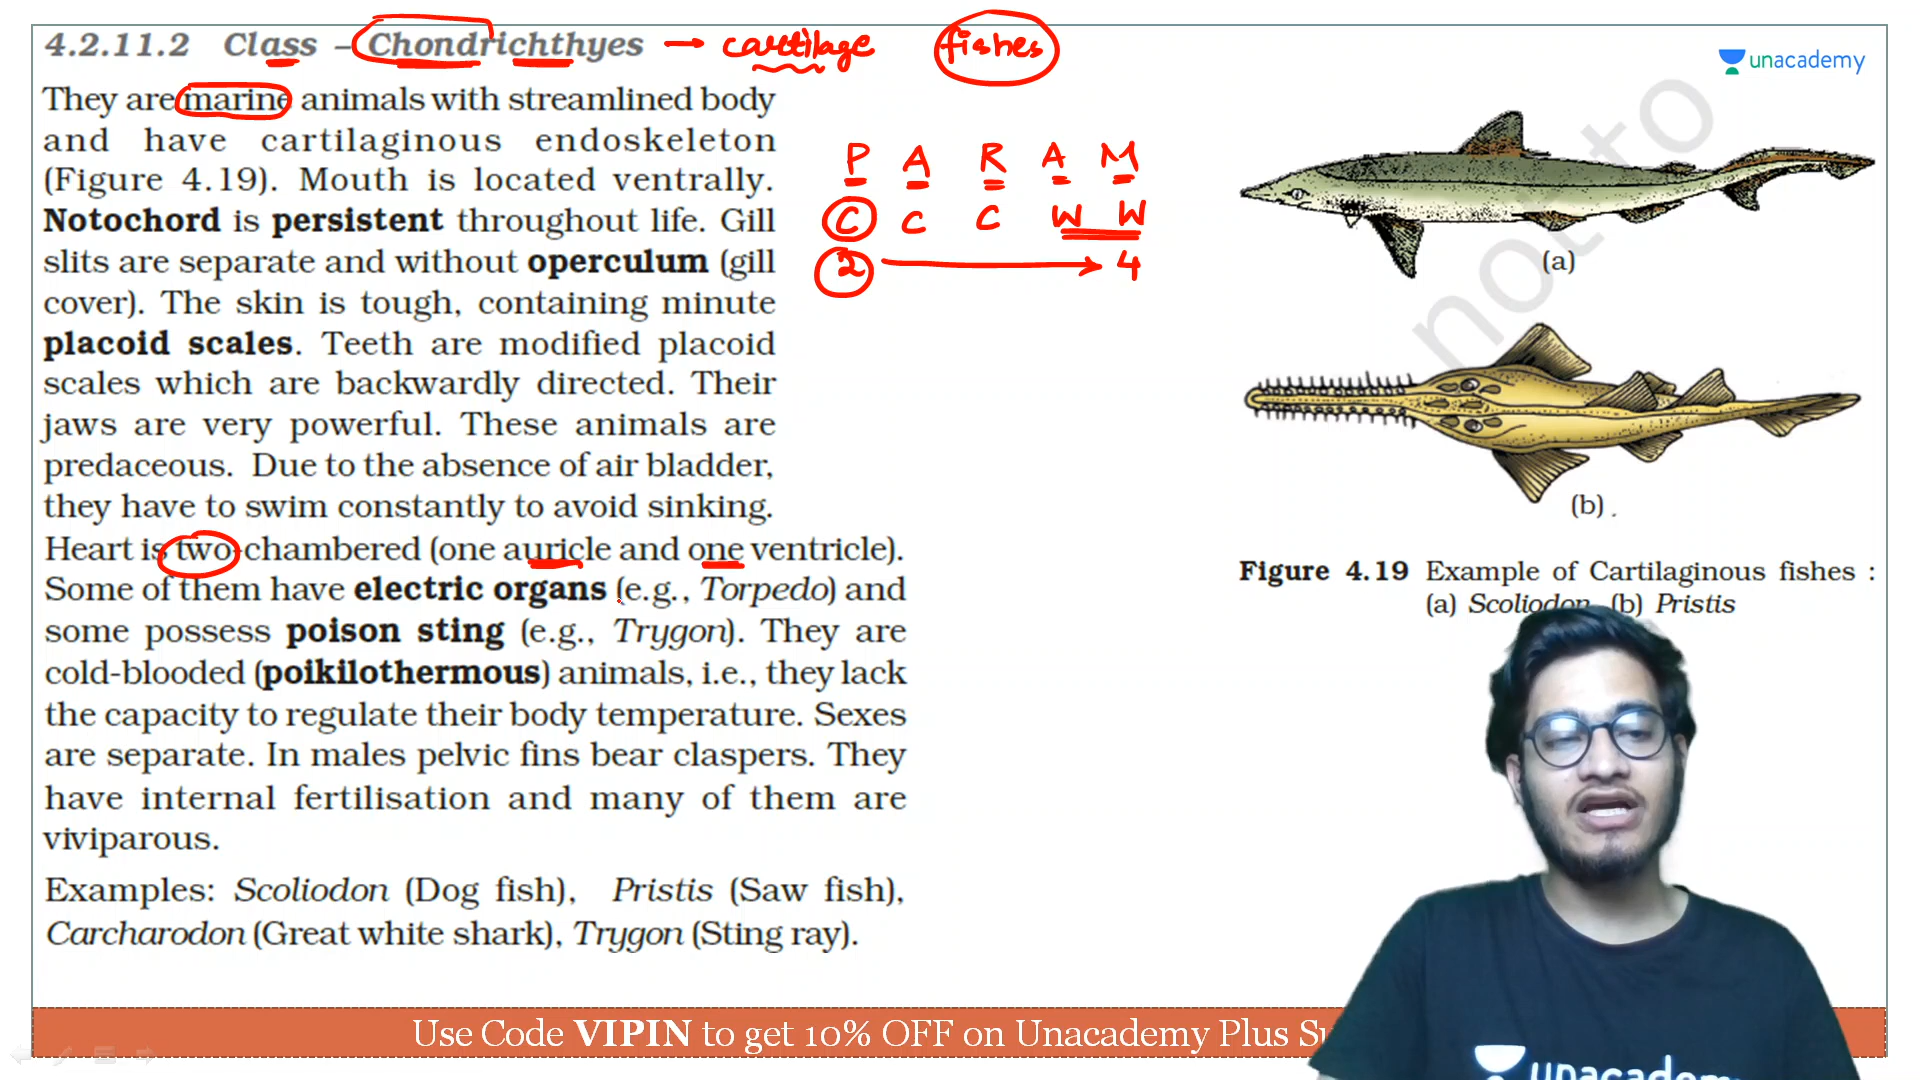 4.2.11.2 Class – Chondrichthyes → cartilage fishes
unacademy
They are marine animals with streamlined body
and have cartilaginous endoskeleton
(Figure 4.19). Mouth is located ventrally.
Notochord is persistent throughout life. Gill
slits are separate and without operculum (gill
cover). The skin is tough, containing minute
placoid scales. Teeth are modified placoid
scales which are backwardly directed. Their
jaws are very powerful. These animals are
predaceous. Due to the absence of air bladder,
they have to swim constantly to avoid sinking.
Heart is two-chambered (one auricle and one ventricle).
Some of them have electric organs (e.g., Torpedo) and
some possess poison sting (e.g., Trygon). They are
cold-blooded (poikilothermous) animals, i.e., they lack
the capacity to regulate their body temperature. Sexes
are separate. In males pelvic fins bear claspers. They
have internal fertilisation and many of them are
viviparous.
Examples: Scoliodon (Dog fish), Pristis (Saw fish),
Carcharodon (Great white shark), Trygon (Sting ray).
P A R A M
C C C W W
2 → 4
not to
(a)
(b)
Figure 4.19 Example of Cartilaginous fishes :
(a) Scoliodon (b) Pristis
Use Code VIPIN to get 10% OFF on Unacademy Plus
unacademy